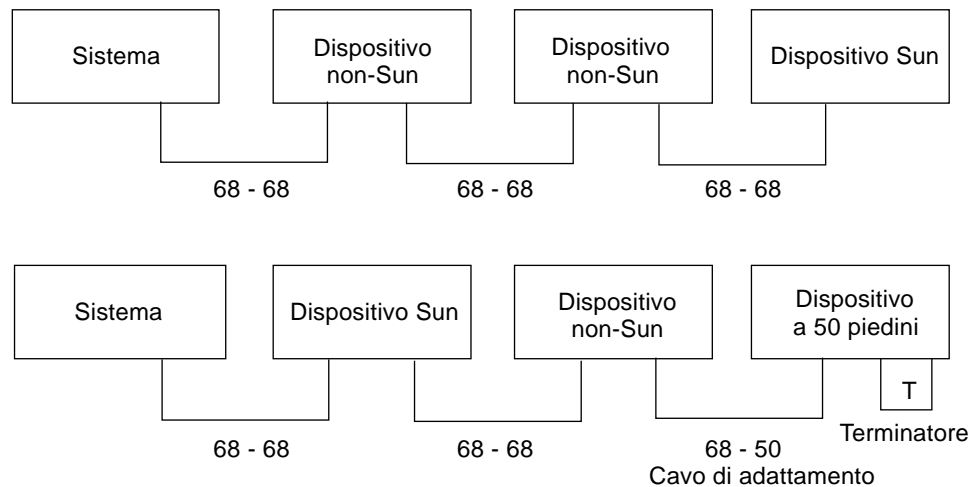 Sistema
Dispositivo
non-Sun
Dispositivo
non-Sun
Dispositivo Sun
68 - 68
68 - 68
68 - 68
Sistema
Dispositivo Sun
Dispositivo
non-Sun
Dispositivo
a 50 piedini
T
Terminatore
68 - 68
68 - 68
68 - 50
Cavo di adattamento